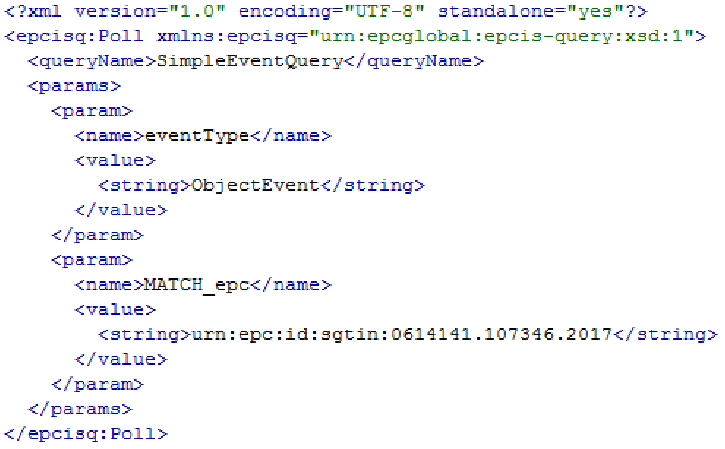 <?xml version="1.0" encoding="UTF-8" standalone="yes"?>
<epcisq:Poll xmlns:epcisq="urn:epcglobal:epcis-query:xsd:1">
  <queryName>SimpleEventQuery</queryName>
  <params>
    <param>
      <name>eventType</name>
      <value>
        <string>ObjectEvent</string>
      </value>
    </param>
    <param>
      <name>MATCH_epc</name>
      <value>
        <string>urn:epc:id:sgtin:0614141.107346.2017</string>
      </value>
    </param>
  </params>
</epcisq:Poll>